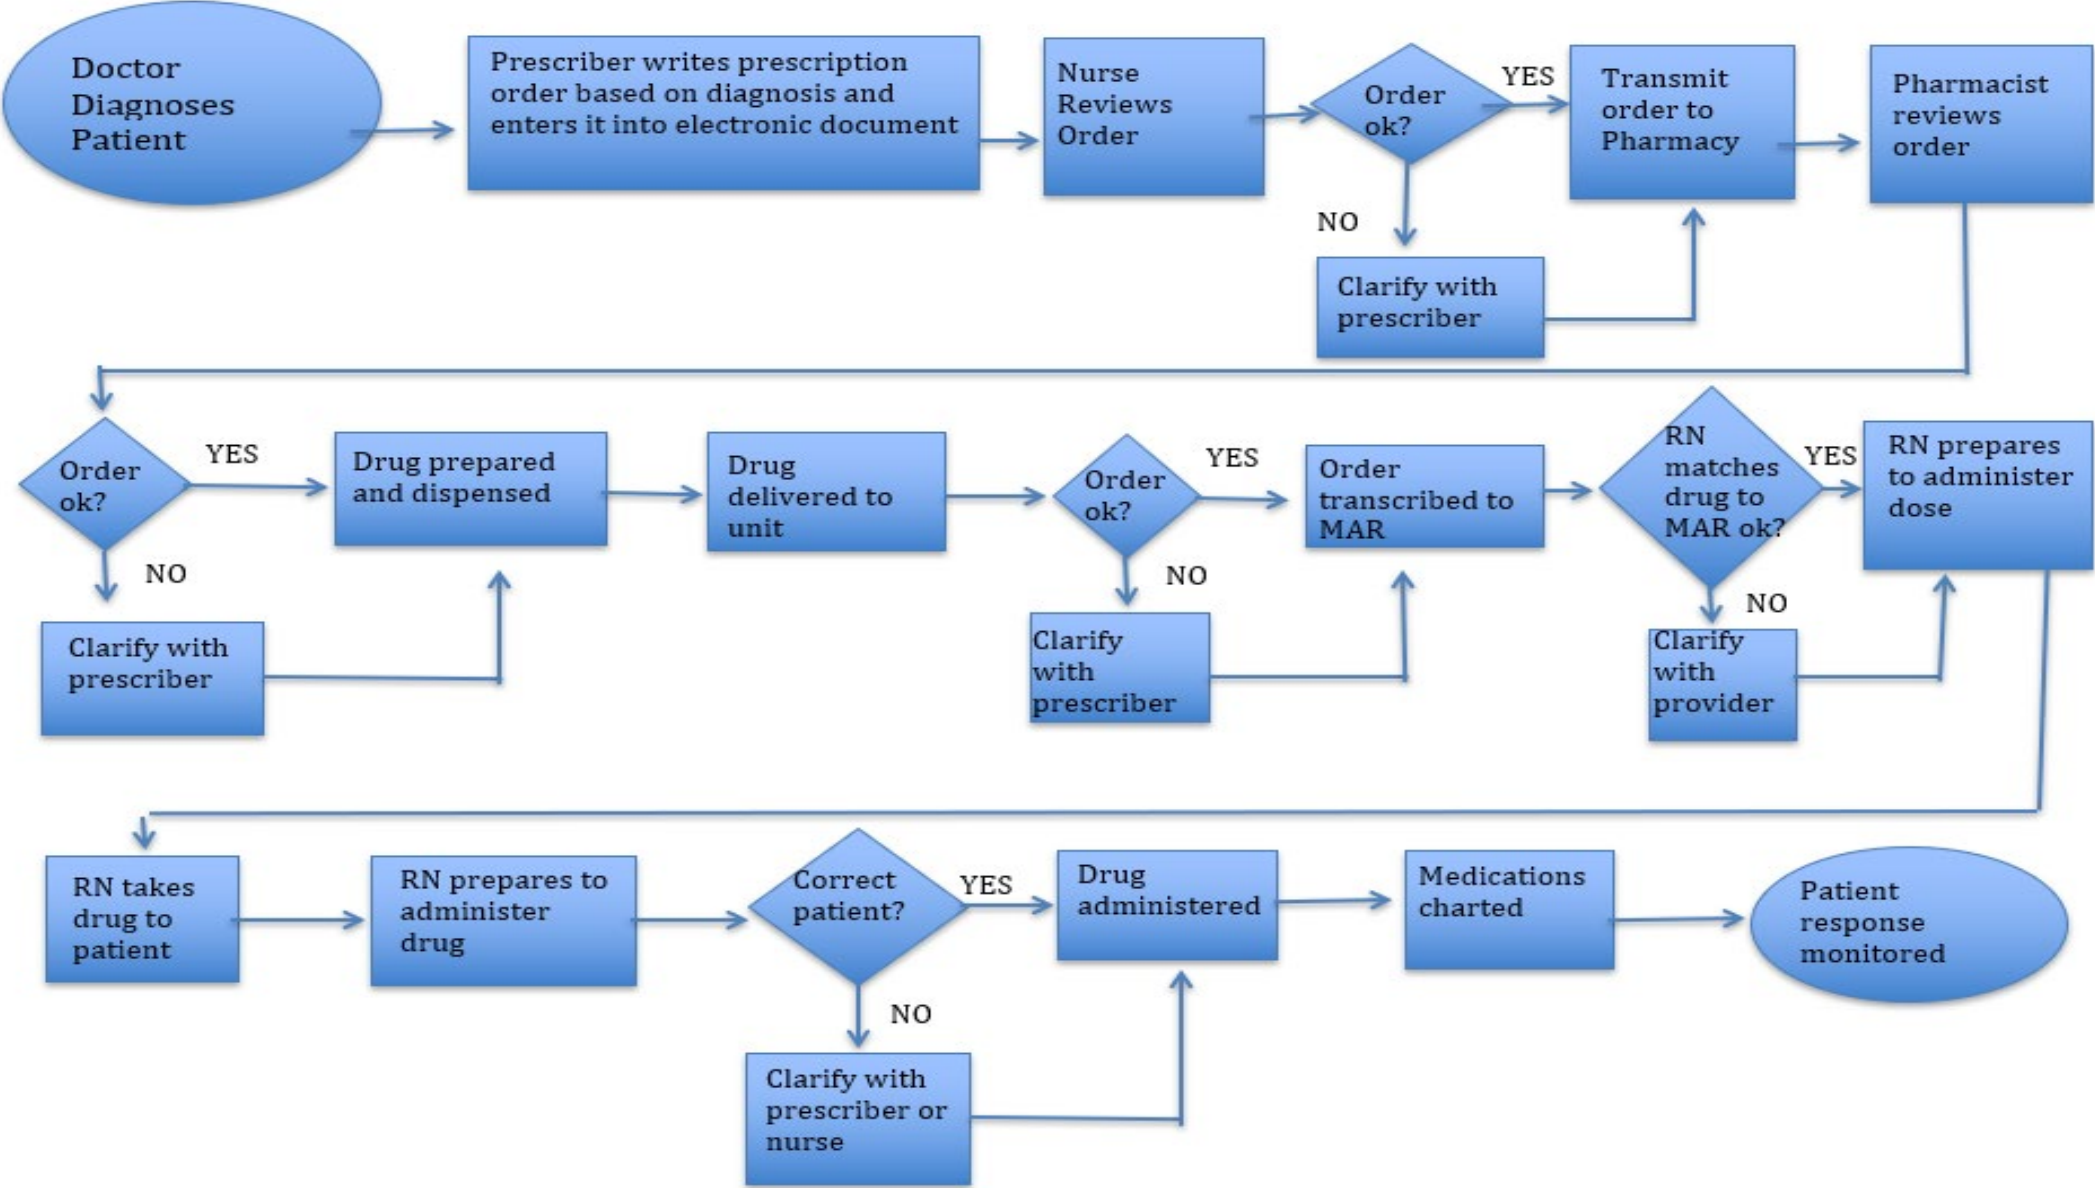 Doctor
Diagnoses
Patient
Prescriber writes prescription
order based on diagnosis and
enters it into electronic document
Nurse
Reviews
Order
Order
ok?
YES
NO
Clarify with
prescriber
Transmit
order to
Pharmacy
Pharmacist
reviews
order
Order
ok?
YES
NO
Clarify with
prescriber
Drug prepared
and dispensed
Drug
delivered to
unit
Order
ok?
YES
NO
Clarify
with
prescriber
Order
transcribed to
MAR
RN
matches
drug to
MAR ok?
YES
NO
Clarify
with
provider
RN prepares
to administer
dose
RN takes
drug to
patient
RN prepares to
administer
drug
Correct
patient?
YES
NO
Clarify with
prescriber or
nurse
Drug
administered
Medications
charted
Patient
response
monitored